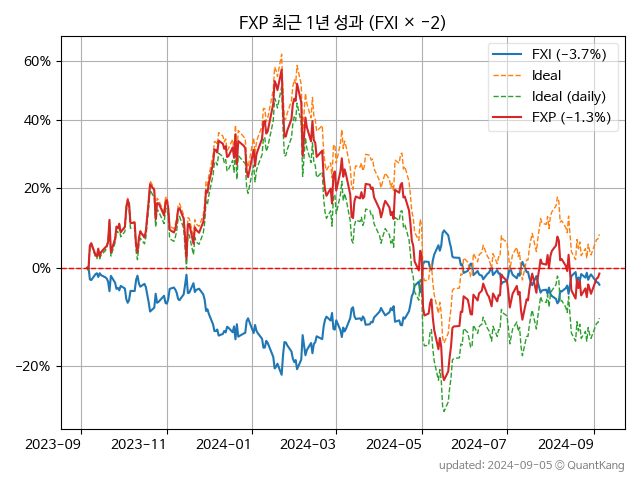 FXP 최근 1년 성과 (FXI × −2)
FXI (−3.7%)
Ideal
Ideal (daily)
FXP (−1.3%)
60%
40%
20%
0%
−20%
2023-09
2023-11
2024-01
2024-03
2024-05
2024-07
2024-09
updated: 2024-09-05 ⓒ QuantKang